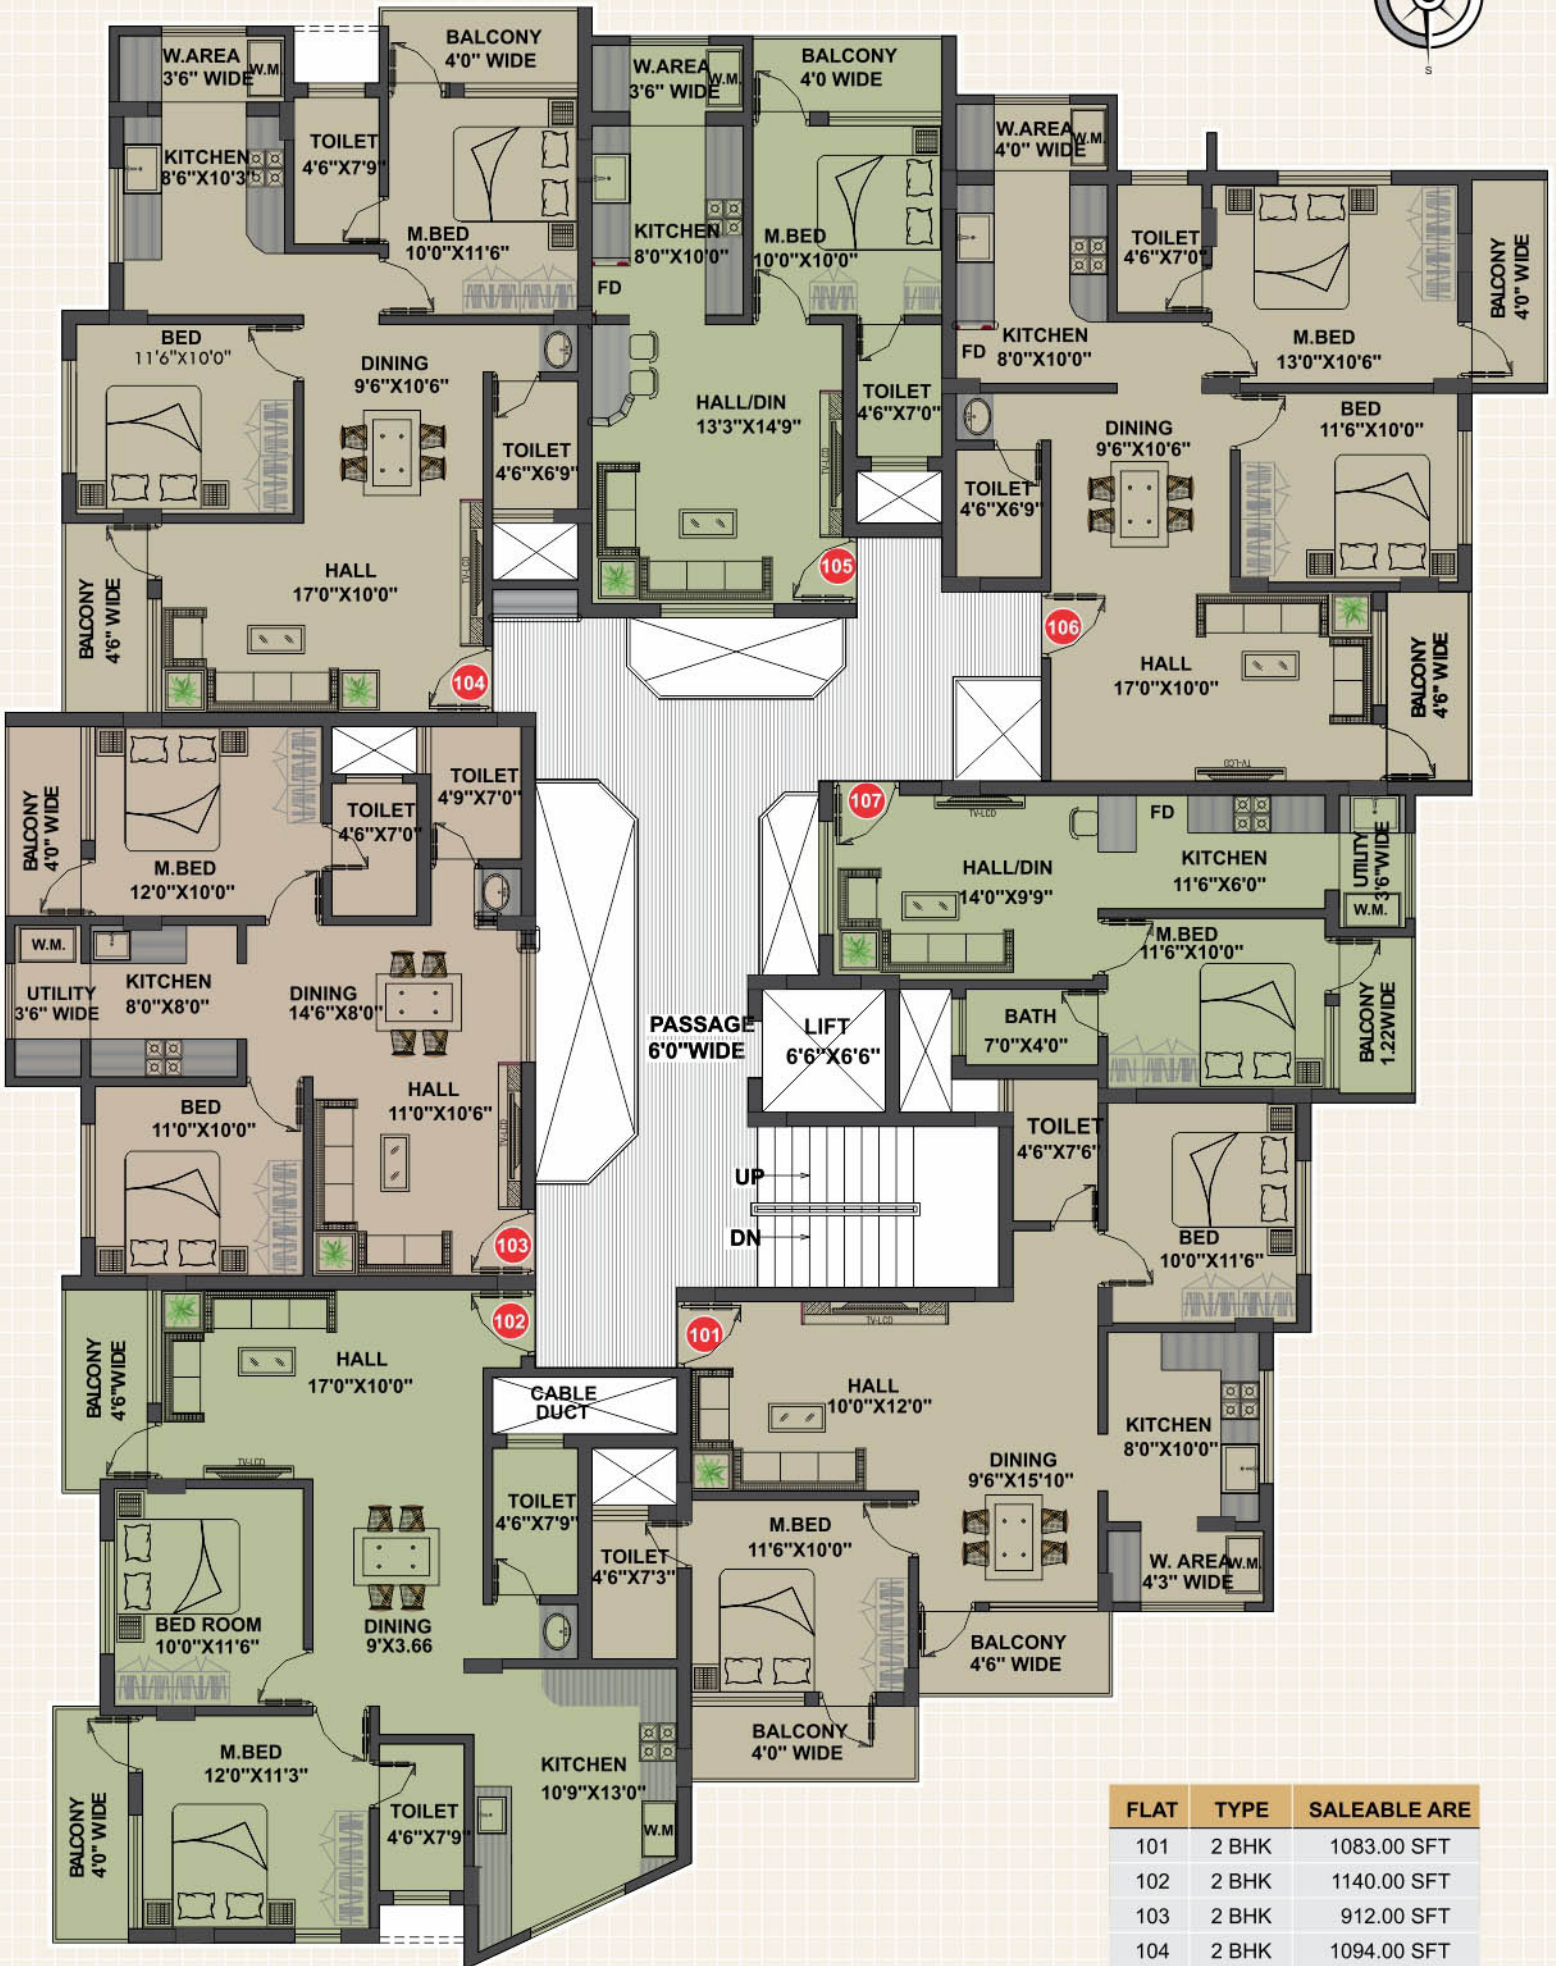 S
W.AREA
3'6" WIDE
W.M.
BALCONY
4'0" WIDE
TOILET
4'6"X7'9"
KITCHEN
8'6"X10'3"
M.BED
10'0"X11'6"
W.AREA
3'6" WIDE
W.M.
BALCONY
4'0 WIDE
KITCHEN
8'0"X10'0"
M.BED
10'0"X10'0"
FD
W.AREA
4'0" WIDE
W.M.
TOILET
4'6"X7'0"
BALCONY
4'0" WIDE
FD
KITCHEN
8'0"X10'0"
M.BED
13'0"X10'6"
BED
11'6"X10'0"
DINING
9'6"X10'6"
TOILET
4'6"X6'9"
HALL/DIN
13'3"X14'9"
TV-LCD
TOILET
4'6"X7'0"
DINING
9'6"X10'6"
BED
11'6"X10'0"
TOILET
4'6"X6'9"
BALCONY
4'6" WIDE
HALL
17'0"X10'0"
TV-LCD
104
105
106
HALL
17'0"X10'0"
TV-LCD
BALCONY
4'6" WIDE
BALCONY
4'0" WIDE
M.BED
12'0"X10'0"
TOILET
4'6"X7'0"
TOILET
4'9"X7'0"
107
TV-LCD
HALL/DIN
14'0"X9'9"
FD
KITCHEN
11'6"X6'0"
UTILITY
3'6"WIDE
W.M.
W.M.
UTILITY
3'6" WIDE
KITCHEN
8'0"X8'0"
DINING
14'6"X8'0"
M.BED
11'6"X10'0"
BALCONY
1.22WIDE
PASSAGE
6'0"WIDE
LIFT
6'6"X6'6"
BATH
7'0"X4'0"
BED
11'0"X10'0"
HALL
11'0"X10'6"
TV-LCD
103
UP
DN
TOILET
4'6"X7'6"
BED
10'0"X11'6"
102
101
TV-LCD
BALCONY
4'6"WIDE
HALL
17'0"X10'0"
TV-LCD
CABLE
DUCT
HALL
10'0"X12'0"
KITCHEN
8'0"X10'0"
DINING
9'6"X15'10"
TOILET
4'6"X7'9"
TOILET
4'6"X7'3"
M.BED
11'6"X10'0"
W. AREA
4'3" WIDE
W.M.
BED ROOM
10'0"X11'6"
DINING
9'X3.66
BALCONY
4'6" WIDE
BALCONY
4'0" WIDE
BALCONY
4'0" WIDE
M.BED
12'0"X11'3"
TOILET
4'6"X7'9"
KITCHEN
10'9"X13'0"
W.M
FLAT TYPE SALEABLE ARE
101 2 BHK 1083.00 SFT
102 2 BHK 1140.00 SFT
103 2 BHK 912.00 SFT
104 2 BHK 1094.00 SFT